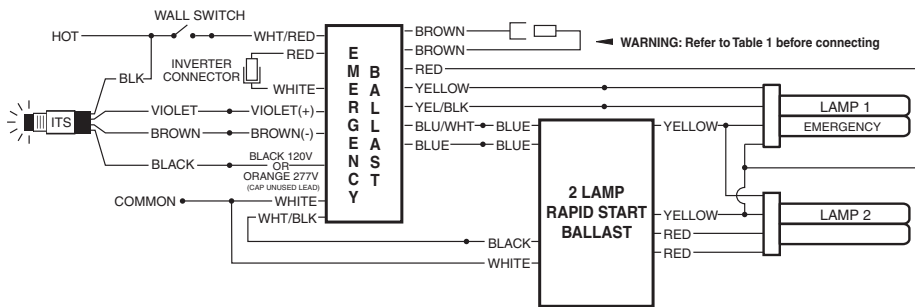 WALL SWITCH
HOT
WHT/RED
RED
INVERTER
CONNECTOR
WHITE
BLK
ITS
VIOLET
VIOLET(+)
BROWN
BROWN(-)
BLACK
BLACK 120V
OR
ORANGE 277V
(CAP UNUSED LEAD)
COMMON
WHITE
WHT/BLK
EMERGENCY
BALLAST
BROWN
BROWN
WARNING: Refer to Table 1 before connecting
RED
YELLOW
YEL/BLK
BLU/WHT
BLUE
BLUE
BLUE
BLACK
WHITE
2 LAMP
RAPID START
BALLAST
YELLOW
YELLOW
RED
RED
LAMP 1
EMERGENCY
LAMP 2